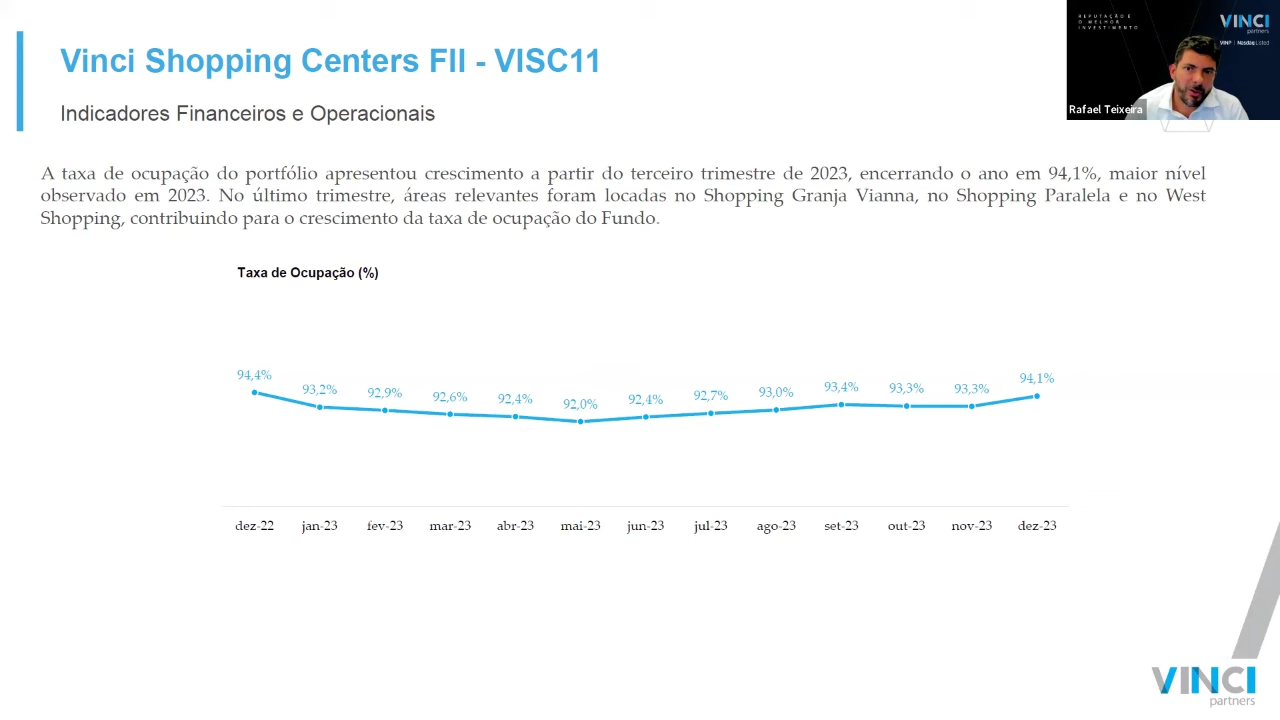 Vinci Shopping Centers FII - VISC11
Indicadores Financeiros e Operacionais
REPUTAÇÃO É
O MELHOR
INVESTIMENTO
VINCI
partners
VINP | Nasdaq Listed
Rafael Teixeira
A taxa de ocupação do portfólio apresentou crescimento a partir do terceiro trimestre de 2023, encerrando o ano em 94,1%, maior nível
observado em 2023. No último trimestre, áreas relevantes foram locadas no Shopping Granja Vianna, no Shopping Paralela e no West
Shopping, contribuindo para o crescimento da taxa de ocupação do Fundo.
Taxa de Ocupação (%)
94,4% 93,2% 92,9% 92,6% 92,4% 92,0% 92,4% 92,7% 93,0% 93,4% 93,3% 93,3% 94,1%
dez-22 jan-23 fev-23 mar-23 abr-23 mai-23 jun-23 jul-23 ago-23 set-23 out-23 nov-23 dez-23
VINCI
partners